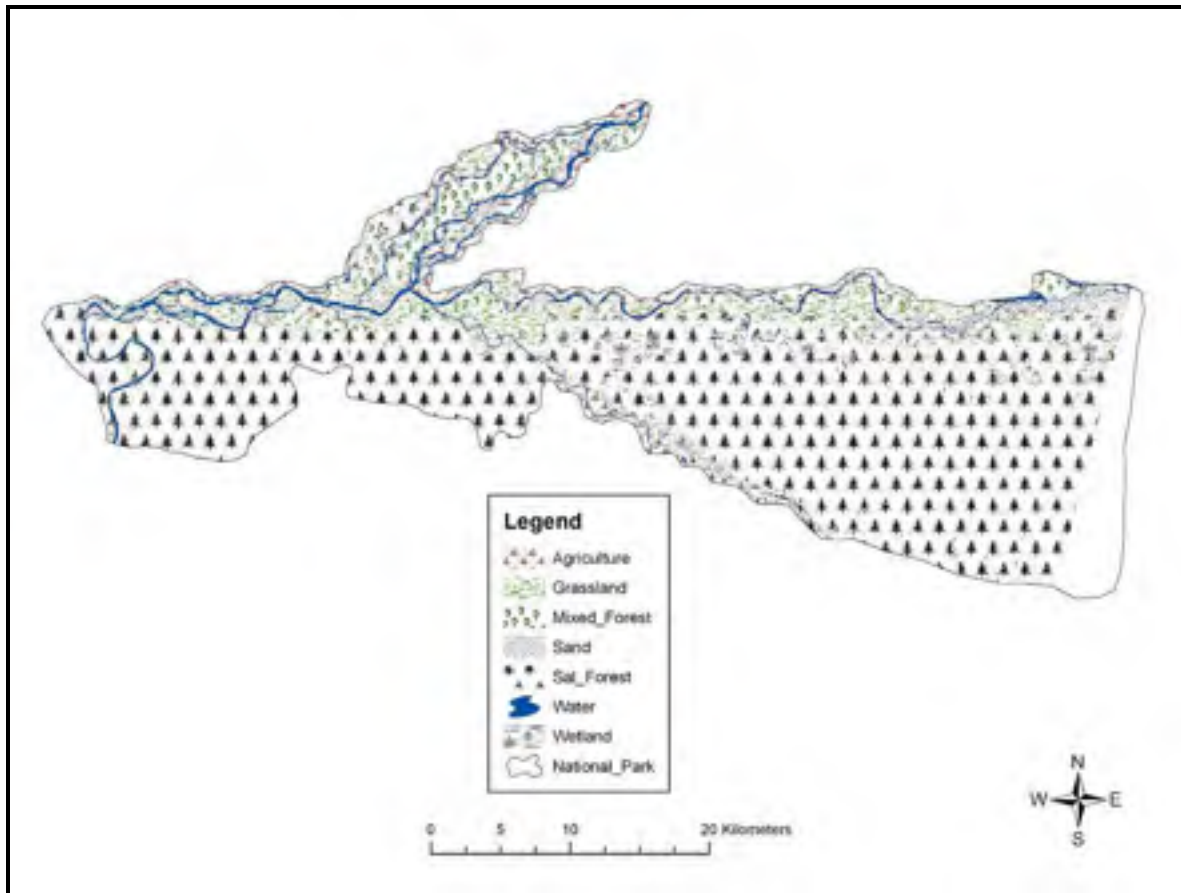 Legend
Agriculture
Grassland
Mixed_Forest
Sand
Sal_Forest
Water
Wetland
National_Park
N
W E
S
0 5 10 20 Kilometers